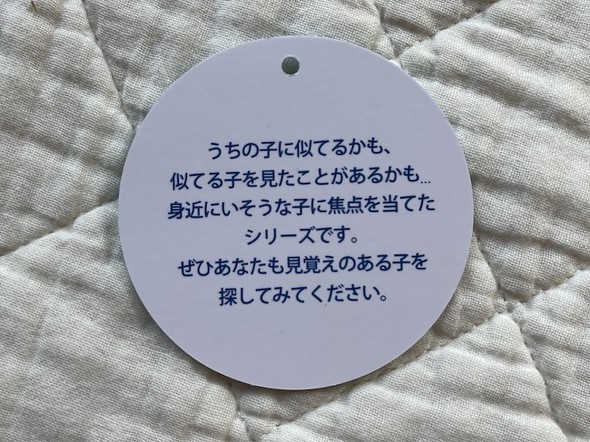 うちの子に似てるかも、
似てる子を見たことがあるかも...
身近にいそうな子に焦点を当てた
シリーズです。
ぜひあなたも見覚えのある子を
探してみてください。